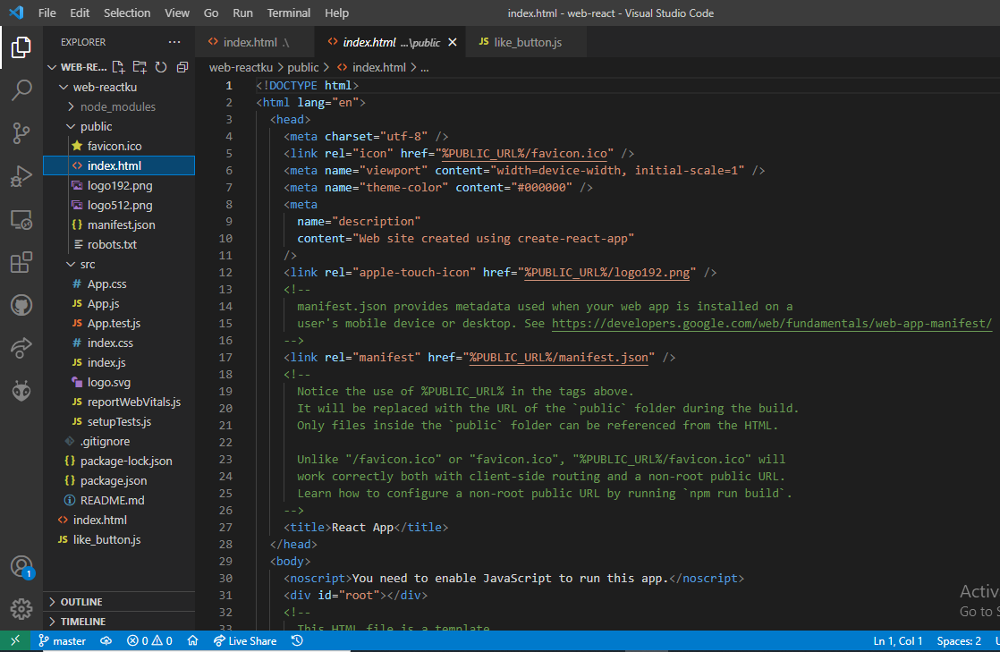 File Edit Selection View Go Run Terminal Help
index.html - web-react - Visual Studio Code
EXPLORER ...
WEB-RE...
web-reactku
node_modules
public
favicon.ico
<> index.html
logo192.png
logo512.png
{} manifest.json
robots.txt
src
# App.css
JS App.js
JS App.test.js
# index.css
JS index.js
logo.svg
JS reportWebVitals.js
JS setupTests.js
.gitignore
{} package-lock.json
{} package.json
README.md
<> index.html
JS like_button.js
OUTLINE
TIMELINE
1
<> index.html .\
<> index.html ...\public
JS like_button.js
web-reactku > public > <> index.html > ...
1 <!DOCTYPE html>
2 <html lang="en">
3 <head>
4 <meta charset="utf-8" />
5 <link rel="icon" href="%PUBLIC_URL%/favicon.ico" />
6 <meta name="viewport" content="width=device-width, initial-scale=1" />
7 <meta name="theme-color" content="#000000" />
8 <meta
9 name="description"
10 content="Web site created using create-react-app"
11 />
12 <link rel="apple-touch-icon" href="%PUBLIC_URL%/logo192.png" />
13 <!--
14 manifest.json provides metadata used when your web app is installed on a
15 user's mobile device or desktop. See https://developers.google.com/web/fundamentals/web-app-manifest/
16 -->
17 <link rel="manifest" href="%PUBLIC_URL%/manifest.json" />
18 <!--
19 Notice the use of %PUBLIC_URL% in the tags above.
20 It will be replaced with the URL of the `public` folder during the build.
21 Only files inside the `public` folder can be referenced from the HTML.
22
23 Unlike "/favicon.ico" or "favicon.ico", "%PUBLIC_URL%/favicon.ico" will
24 work correctly both with client-side routing and a non-root public URL.
25 Learn how to configure a non-root public URL by running `npm run build`.
26 -->
27 <title>React App</title>
28 </head>
29 <body>
30 <noscript>You need to enable JavaScript to run this app.</noscript>
31 <div id="root"></div>
32 <!--
33 This HTML file is a template.
Activ
Go to S
master 0 0 Live Share
Ln 1, Col 1 Spaces: 2